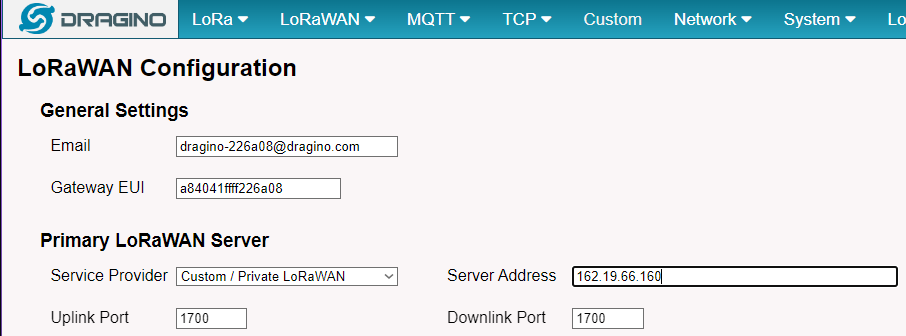 DRAGINO LoRa LoRaWAN MQTT TCP Custom Network System Lo
LoRaWAN Configuration
General Settings
Email dragino-226a08@dragino.com
Gateway EUI a84041ffff226a08
Primary LoRaWAN Server
Service Provider Custom / Private LoRaWAN Server Address 162.19.66.160
Uplink Port 1700 Downlink Port 1700